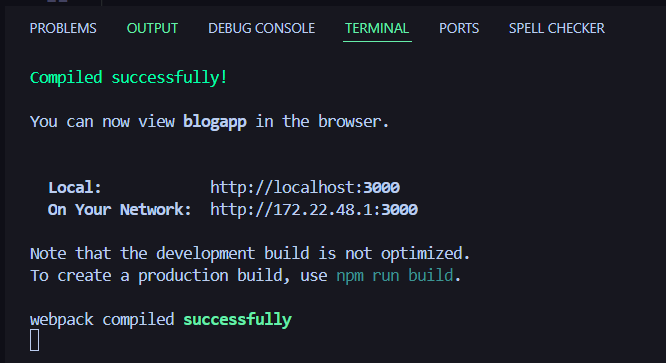 PROBLEMS OUTPUT DEBUG CONSOLE TERMINAL PORTS SPELL CHECKER
Compiled successfully!
You can now view blogapp in the browser.
Local: http://localhost:3000
On Your Network: http://172.22.48.1:3000
Note that the development build is not optimized.
To create a production build, use npm run build.
webpack compiled successfully